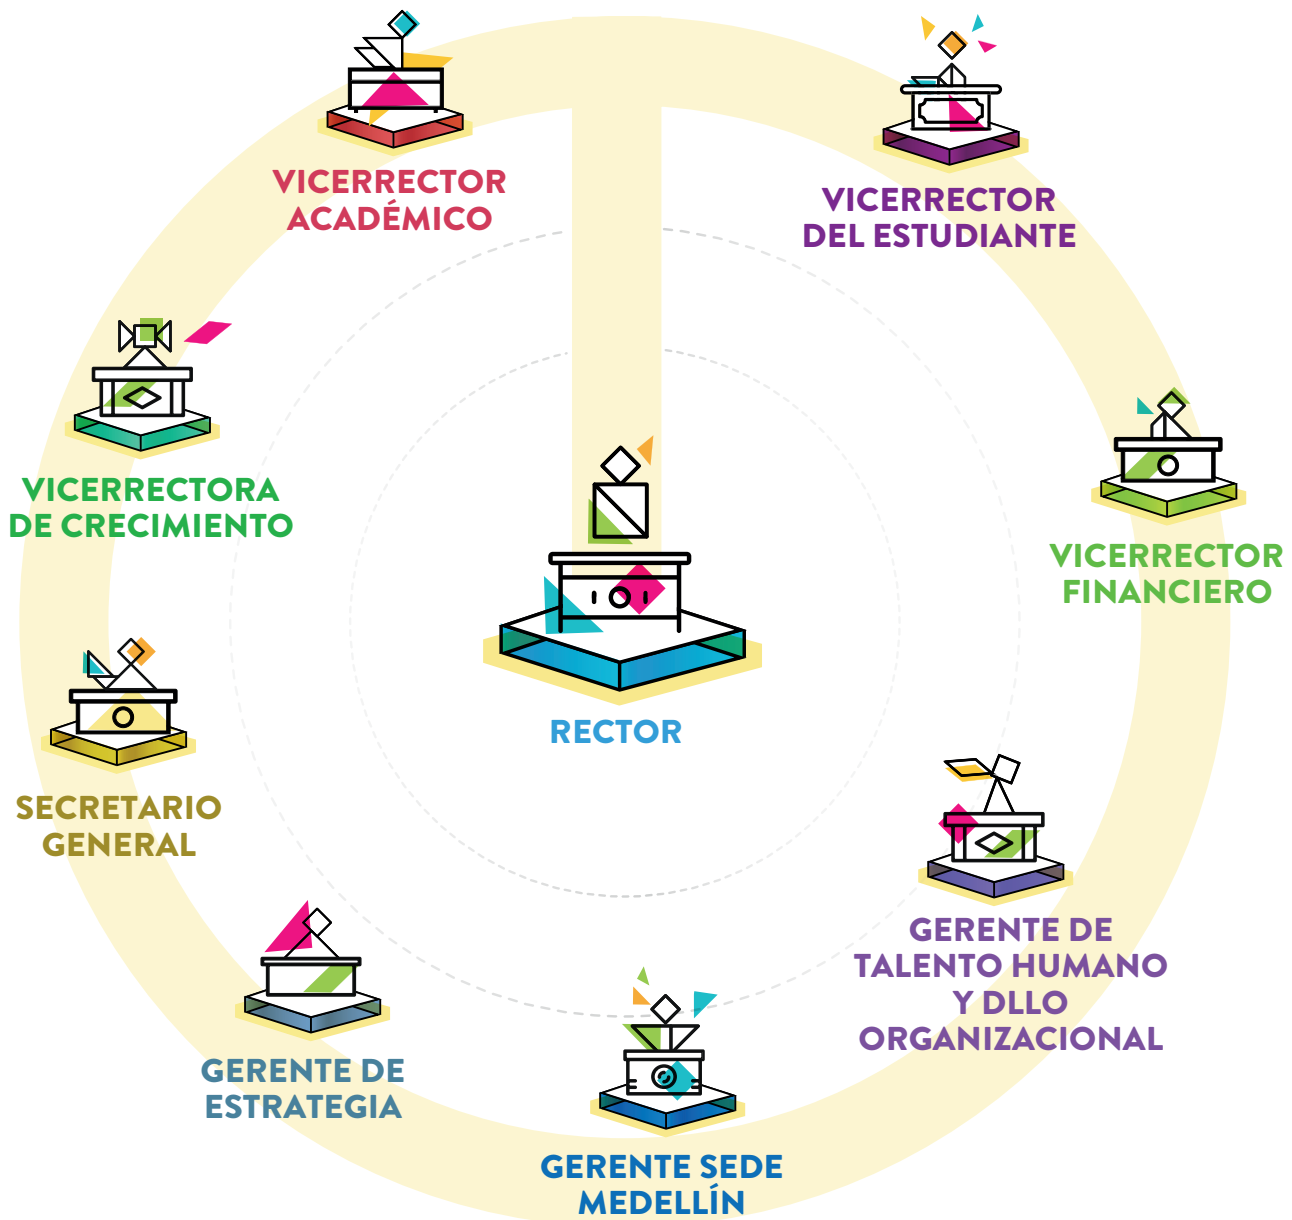 VICERRECTOR
ACADÉMICO
VICERRECTOR
DEL ESTUDIANTE
VICERRECTORA
DE CRECIMIENTO
VICERRECTOR
FINANCIERO
RECTOR
SECRETARIO
GENERAL
GERENTE DE
TALENTO HUMANO
Y DLLO
ORGANIZACIONAL
GERENTE DE
ESTRATEGIA
GERENTE SEDE
MEDELLÍN